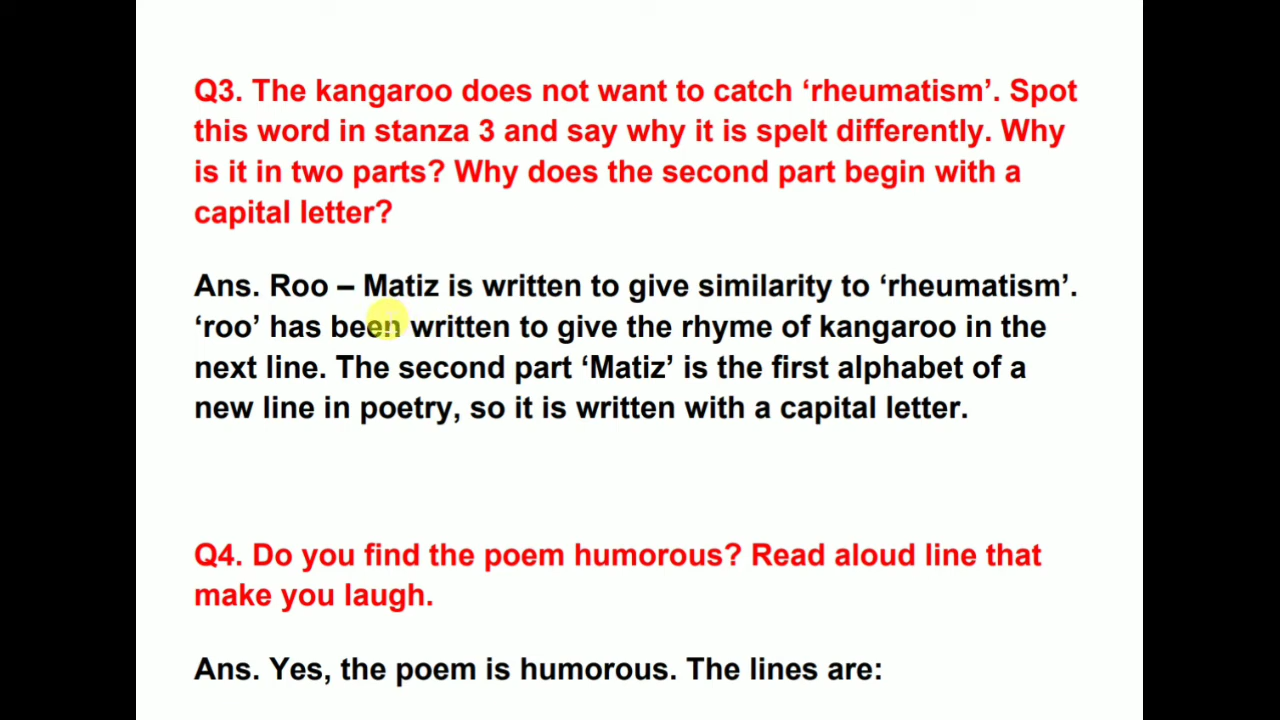 Q3. The kangaroo does not want to catch ‘rheumatism’. Spot
this word in stanza 3 and say why it is spelt differently. Why
is it in two parts? Why does the second part begin with a
capital letter?
Ans. Roo – Matiz is written to give similarity to ‘rheumatism’.
‘roo’ has been written to give the rhyme of kangaroo in the
next line. The second part ‘Matiz’ is the first alphabet of a
new line in poetry, so it is written with a capital letter.
Q4. Do you find the poem humorous? Read aloud line that
make you laugh.
Ans. Yes, the poem is humorous. The lines are: